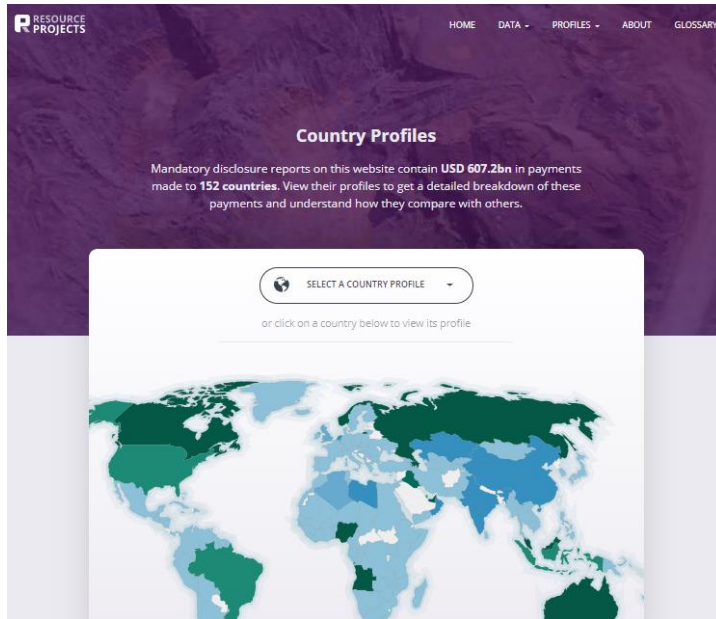 RESOURCE
PROJECTS
HOME DATA PROFILES ABOUT GLOSSARY
Country Profiles
Mandatory disclosure reports on this website contain USD 607.2bn in payments
made to 152 countries. View their profiles to get a detailed breakdown of these
payments and understand how they compare with others.
SELECT A COUNTRY PROFILE
or click on a country below to view its profile